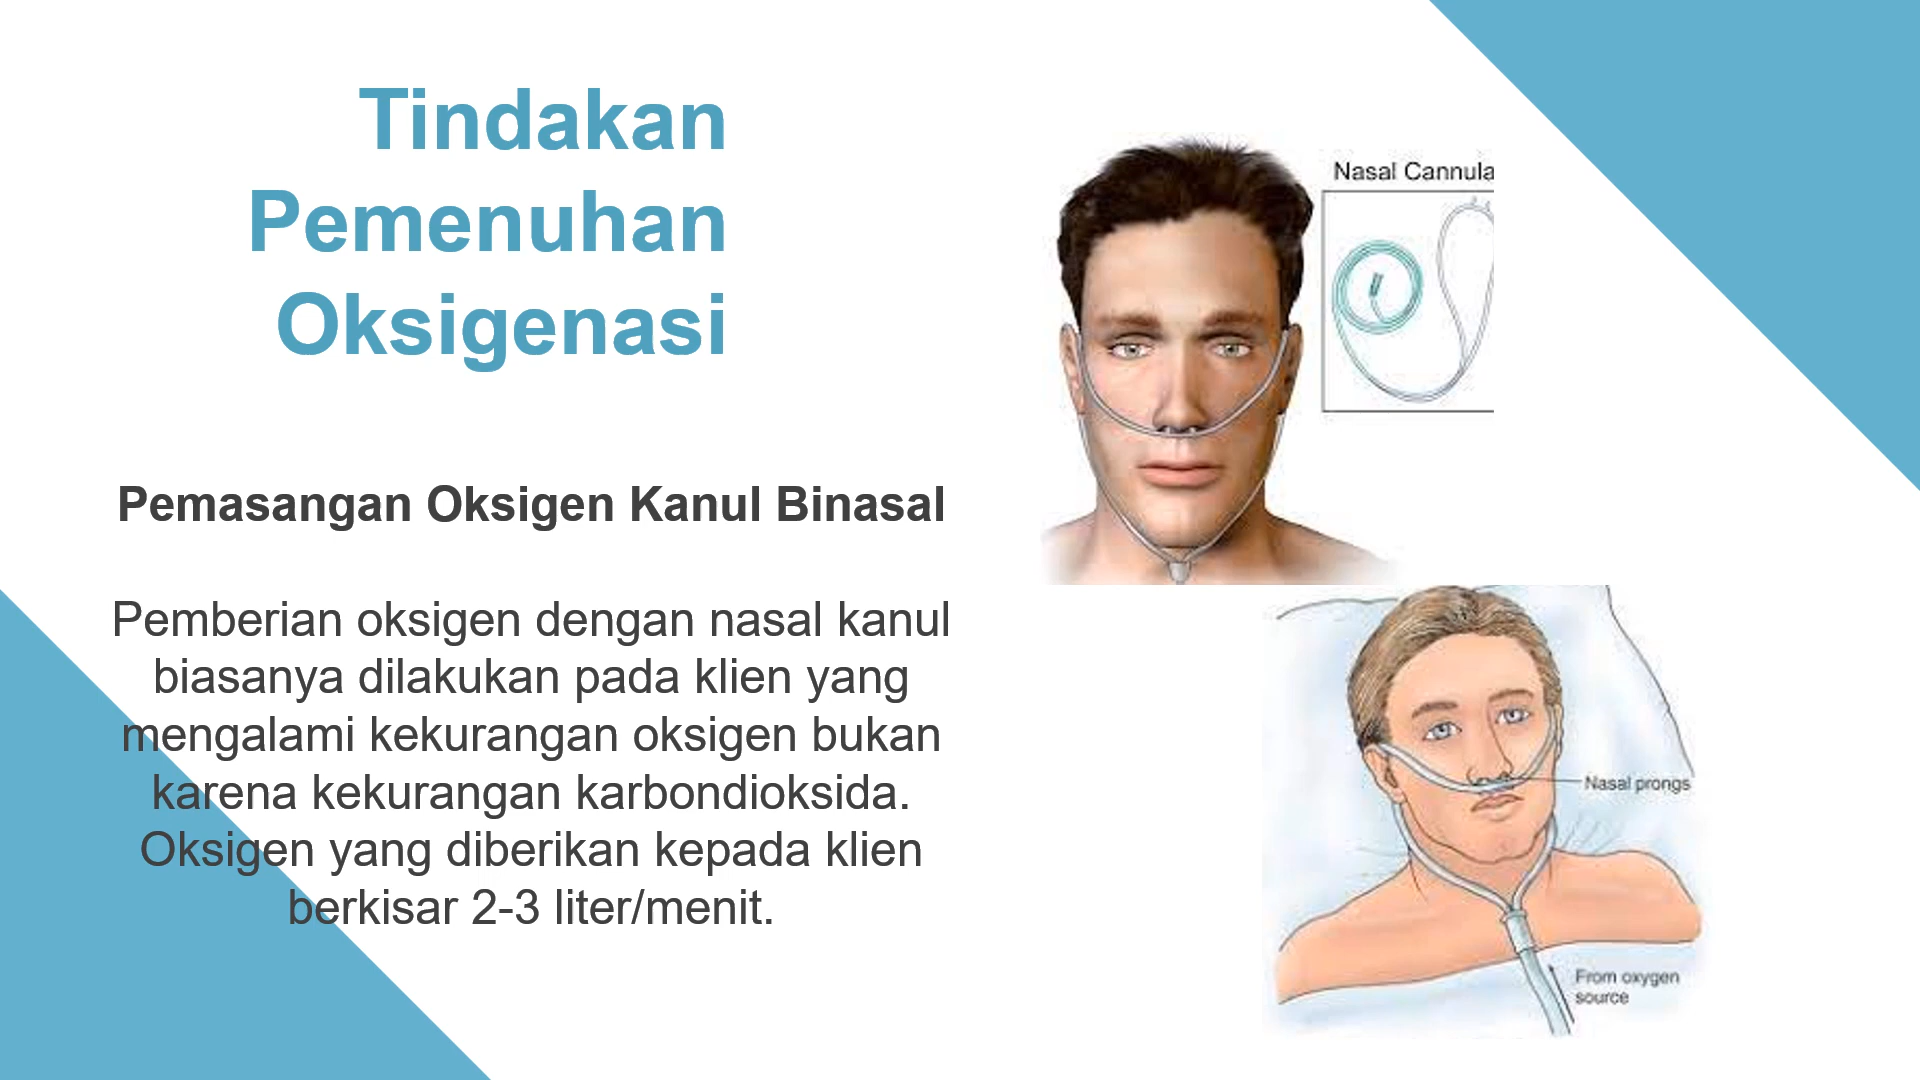 Tindakan
Pemenuhan
Oksigenasi
Pemasangan Oksigen Kanul Binasal
Pemberian oksigen dengan nasal kanul
biasanya dilakukan pada klien yang
mengalami kekurangan oksigen bukan
karena kekurangan karbondioksida.
Oksigen yang diberikan kepada klien
berkisar 2-3 liter/menit.
Nasal Cannula
Nasal prongs
From oxygen
source